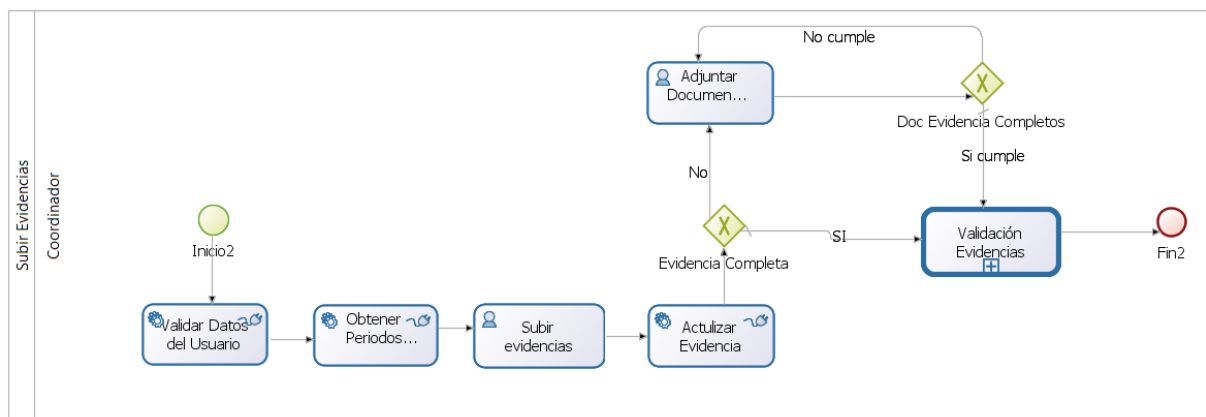 Subir Evidencias
Coordinador
Inicio2
Validar Datos
del Usuario
Obtener
Periodos...
Subir
evidencias
Actulizar
Evidencia
Evidencia Completa
No
SI
Adjuntar
Documen...
No cumple
Doc Evidencia Completos
Si cumple
Validación
Evidencias
Fin2